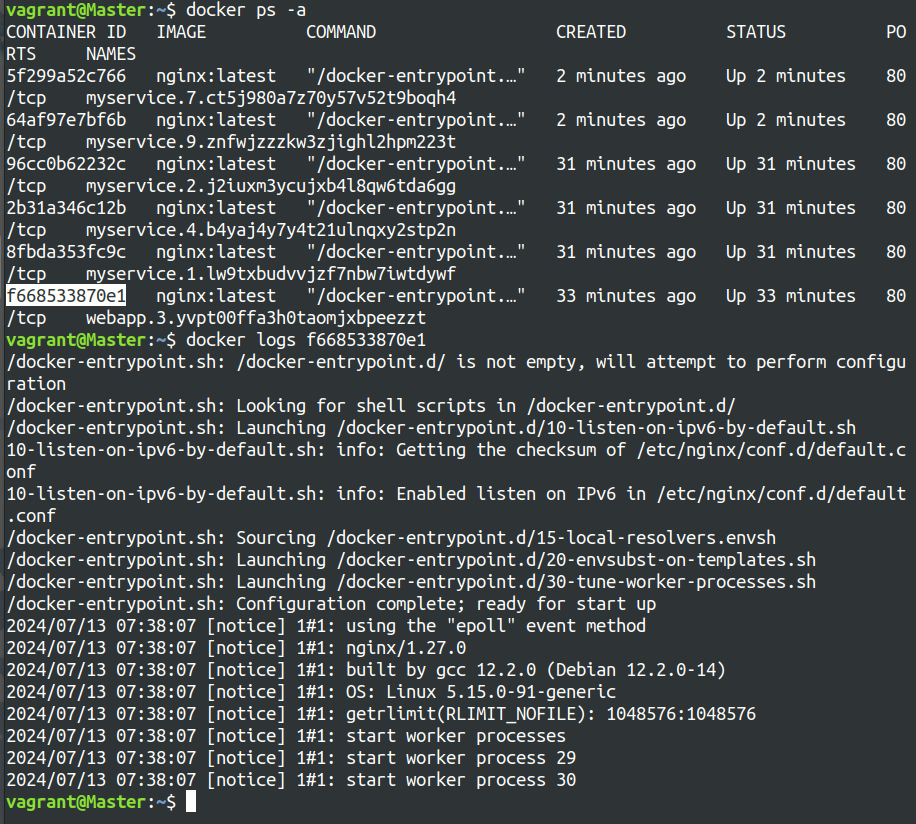 vagrant@Master:~$ docker ps -a
CONTAINER ID   IMAGE          COMMAND                  CREATED          STATUS          PO
RTS     NAMES
5f299a52c766   nginx:latest   "/docker-entrypoint.…"   2 minutes ago    Up 2 minutes    80
/tcp    myservice.7.ct5j980a7z70y57v52t9boqh4
64af97e7bf6b   nginx:latest   "/docker-entrypoint.…"   2 minutes ago    Up 2 minutes    80
/tcp    myservice.9.znfwjzzzkw3zjighl2hpm223t
96cc0b62232c   nginx:latest   "/docker-entrypoint.…"   31 minutes ago   Up 31 minutes   80
/tcp    myservice.2.j2iuxm3ycujxb4l8qw6tda6gg
2b31a346c12b   nginx:latest   "/docker-entrypoint.…"   31 minutes ago   Up 31 minutes   80
/tcp    myservice.4.b4yaj4y7y4t21ulnqxy2stp2n
8fbda353fc9c   nginx:latest   "/docker-entrypoint.…"   31 minutes ago   Up 31 minutes   80
/tcp    myservice.1.lw9txbudvvjzf7nbw7iwtdywf
f668533870e1   nginx:latest   "/docker-entrypoint.…"   33 minutes ago   Up 33 minutes   80
/tcp    webapp.3.yvpt00ffa3h0taomjxbpeezzt
vagrant@Master:~$ docker logs f668533870e1
/docker-entrypoint.sh: /docker-entrypoint.d/ is not empty, will attempt to perform configu
ration
/docker-entrypoint.sh: Looking for shell scripts in /docker-entrypoint.d/
/docker-entrypoint.sh: Launching /docker-entrypoint.d/10-listen-on-ipv6-by-default.sh
10-listen-on-ipv6-by-default.sh: info: Getting the checksum of /etc/nginx/conf.d/default.c
onf
10-listen-on-ipv6-by-default.sh: info: Enabled listen on IPv6 in /etc/nginx/conf.d/default
.conf
/docker-entrypoint.sh: Sourcing /docker-entrypoint.d/15-local-resolvers.envsh
/docker-entrypoint.sh: Launching /docker-entrypoint.d/20-envsubst-on-templates.sh
/docker-entrypoint.sh: Launching /docker-entrypoint.d/30-tune-worker-processes.sh
/docker-entrypoint.sh: Configuration complete; ready for start up
2024/07/13 07:38:07 [notice] 1#1: using the "epoll" event method
2024/07/13 07:38:07 [notice] 1#1: nginx/1.27.0
2024/07/13 07:38:07 [notice] 1#1: built by gcc 12.2.0 (Debian 12.2.0-14)
2024/07/13 07:38:07 [notice] 1#1: OS: Linux 5.15.0-91-generic
2024/07/13 07:38:07 [notice] 1#1: getrlimit(RLIMIT_NOFILE): 1048576:1048576
2024/07/13 07:38:07 [notice] 1#1: start worker processes
2024/07/13 07:38:07 [notice] 1#1: start worker process 29
2024/07/13 07:38:07 [notice] 1#1: start worker process 30
vagrant@Master:~$